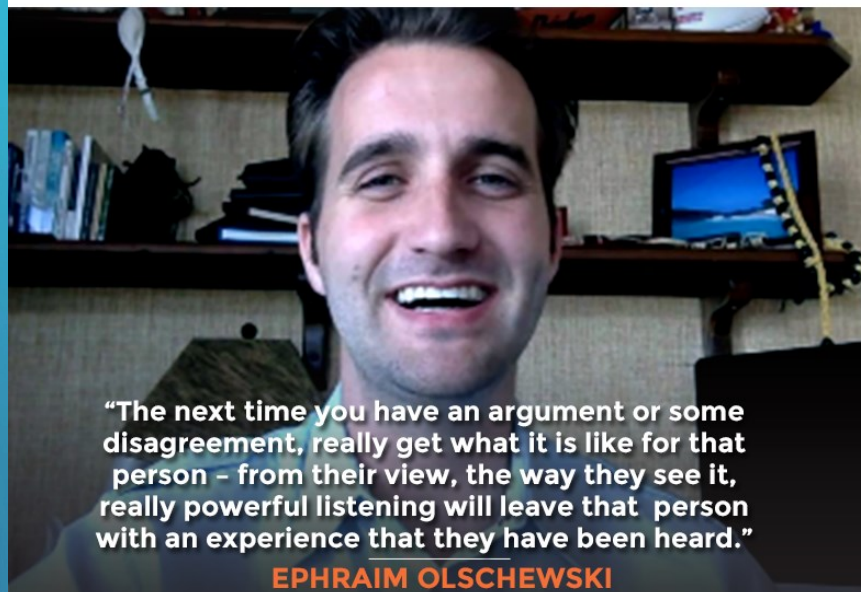 “The next time you have an argument or some
disagreement, really get what it is like for that
person – from their view, the way they see it,
really powerful listening will leave that  person
with an experience that they have been heard.”
EPHRAIM OLSCHEWSKI